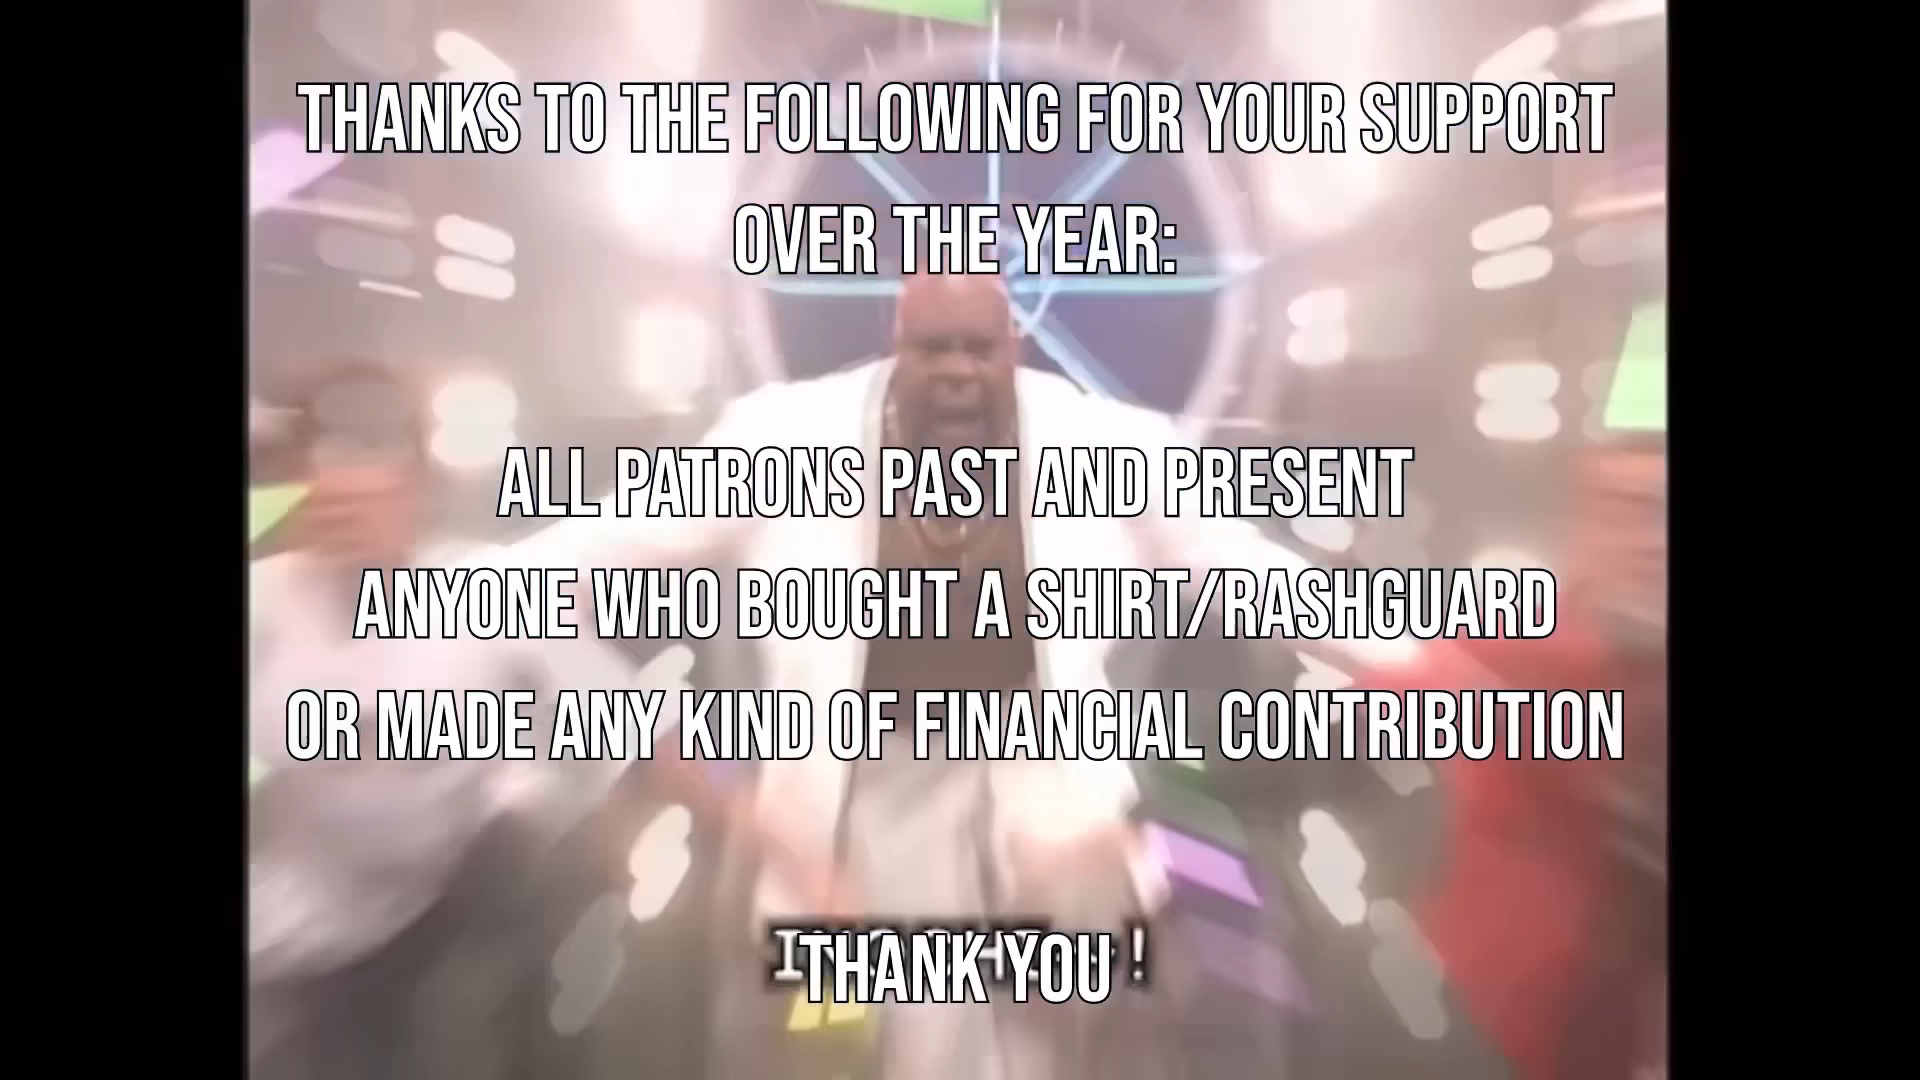 THANKS TO THE FOLLOWING FOR YOUR SUPPORT
OVER THE YEAR:
ALL PATRONS PAST AND PRESENT
ANYONE WHO BOUGHT A SHIRT/RASHGUARD
OR MADE ANY KIND OF FINANCIAL CONTRIBUTION
THANK YOU